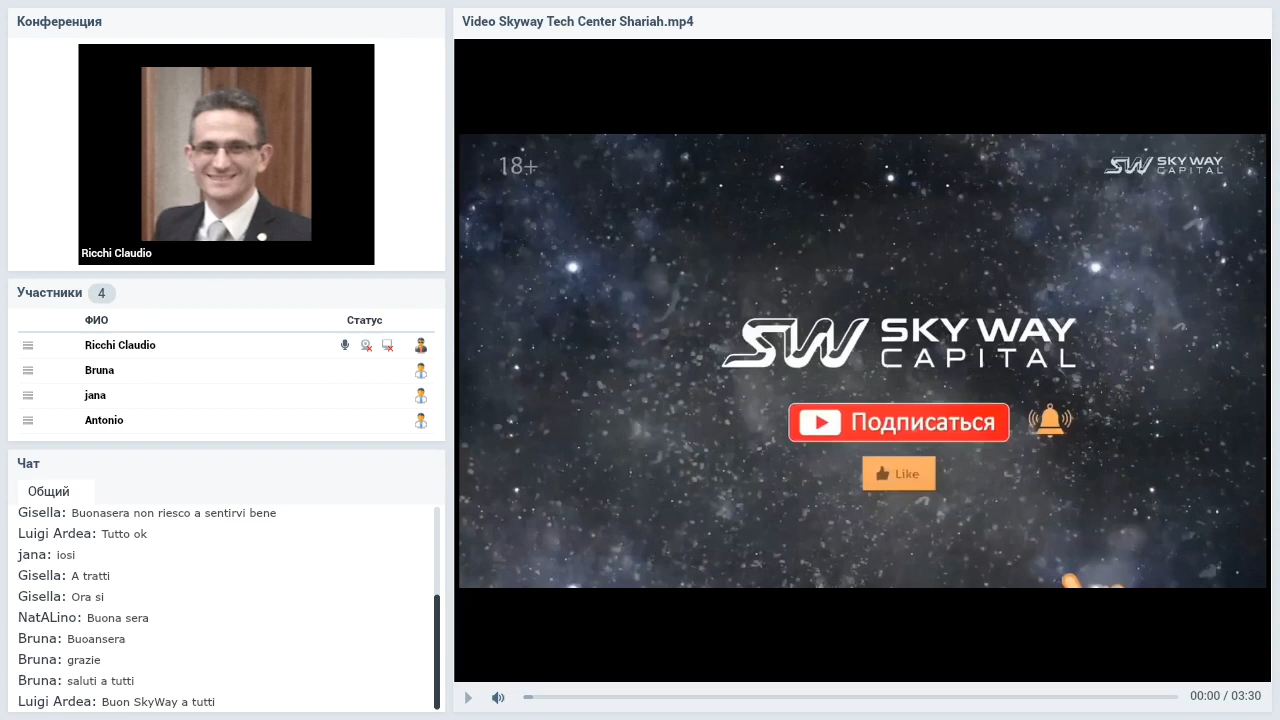 Конференция
Ricchi Claudio
Участники 4
ФИО Статус
Ricchi Claudio
Bruna
jana
Antonio
Чат
Общий
Gisella: Buonasera non riesco a sentirvi bene
Luigi Ardea: Tutto ok
jana: iosi
Gisella: A tratti
Gisella: Ora si
NatALino: Buona sera
Bruna: Buoansera
Bruna: grazie
Bruna: saluti a tutti
Luigi Ardea: Buon SkyWay a tutti
Video Skyway Tech Center Shariah.mp4
18+
SW SKY WAY
CAPITAL
SW SKY WAY
CAPITAL
Подписаться
Like
00:00 / 03:30